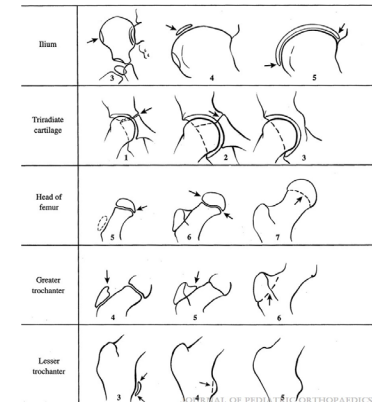 Ilium
3
4
5
Triradiate
cartilage
1
2
3
Head of
femur
5
6
7
Greater
trochanter
4
5
6
Lesser
trochanter
3
4
5
JOURNAL OF PEDIATRIC ORTHOPAEDICS